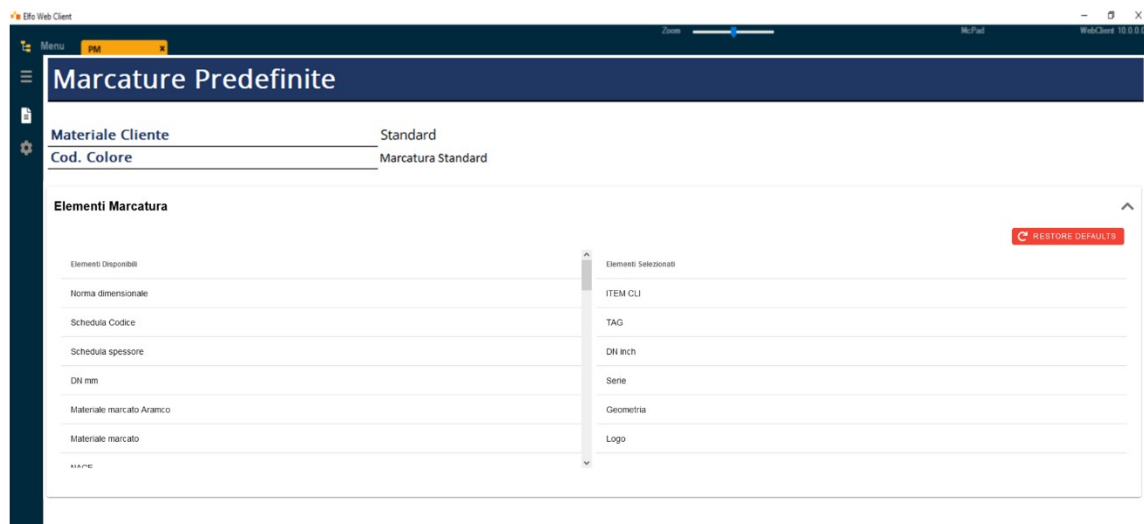 Elfo Web Client
Menu
PM
Zoom
McPad
WebClient 10.0.0.0
Marcature Predefinite
Materiale Cliente Standard
Cod. Colore Marcatura Standard
Elementi Marcatura
RESTORE DEFAULTS
Elementi Disponibili
Norma dimensionale
Schedula Codice
Schedula spessore
DN mm
Materiale marcato Aramco
Materiale marcato
NACE
Elementi Selezionati
ITEM CLI
TAG
DN inch
Serie
Geometria
Logo